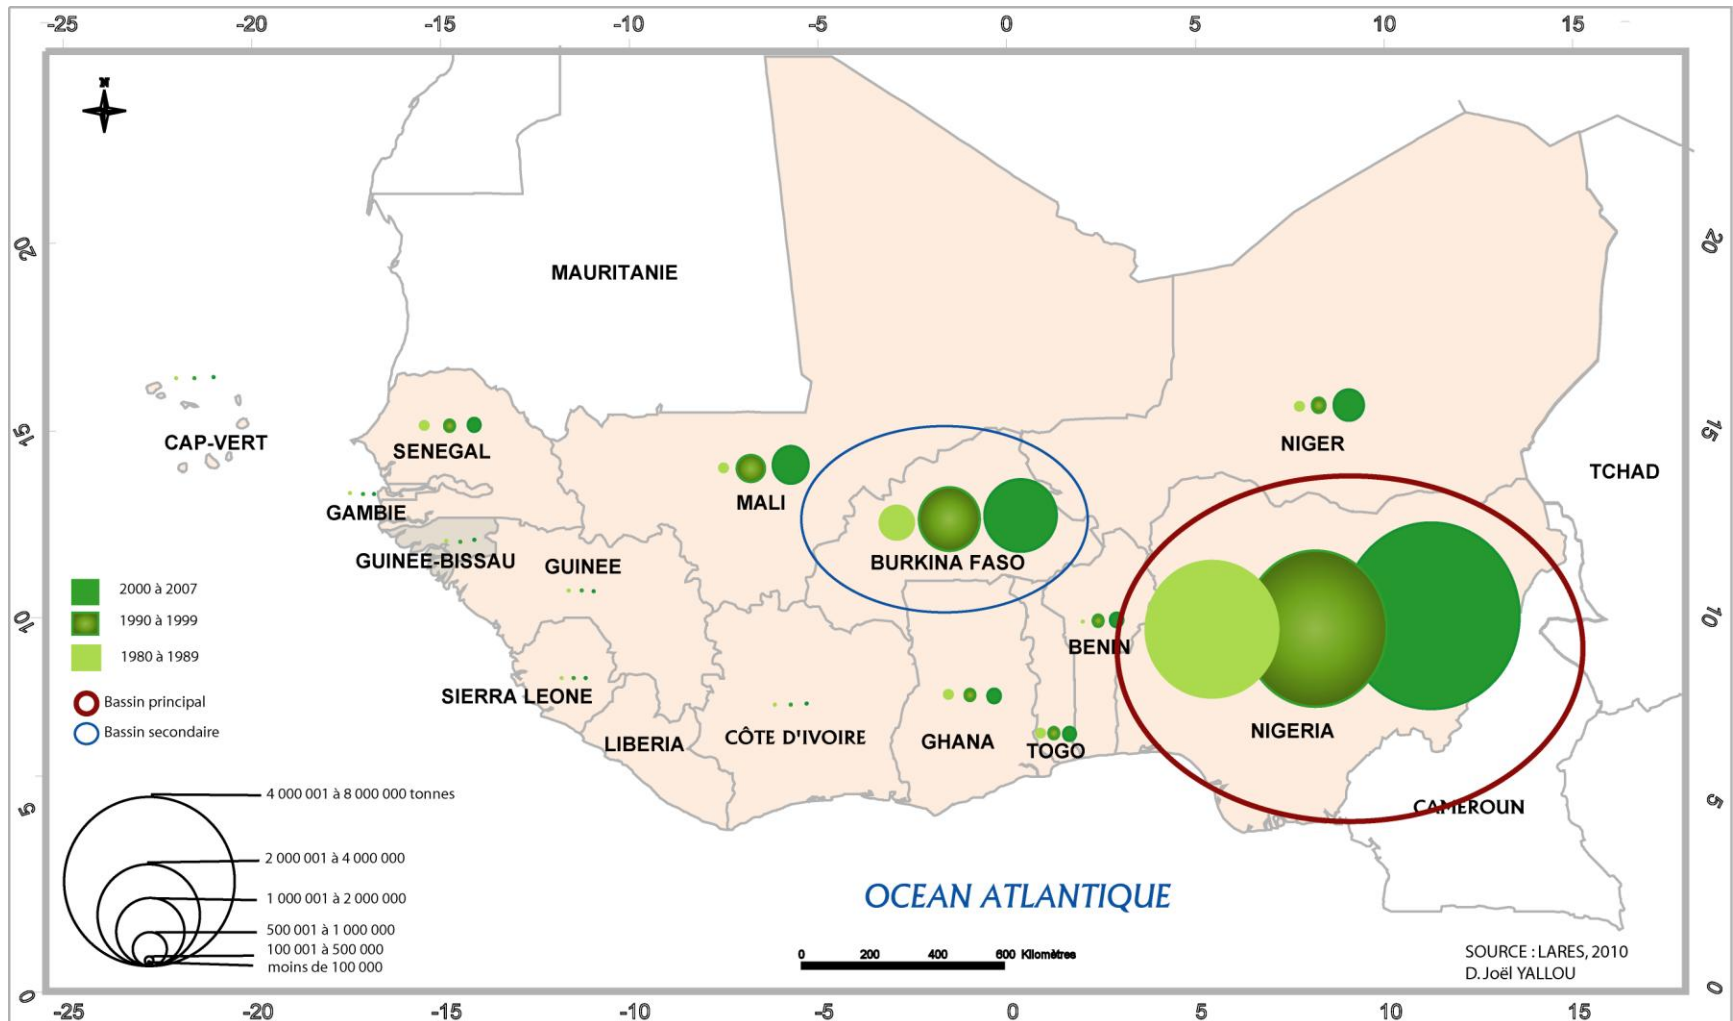 -25 -20 -15 -10 -5 0 5 10 15
N
20 20
MAURITANIE
CAP-VERT
15 15
SENEGAL
NIGER
TCHAD
MALI
GAMBIE
GUINEE-BISSAU
GUINEE
BURKINA FASO
2000 à 2007
1990 à 1999
1980 à 1989
10 10
BENIN
SIERRA LEONE
Bassin principal
Bassin secondaire
LIBERIA
CÔTE D'IVOIRE
GHANA
TOGO
NIGERIA
4 000 001 à 8 000 000 tonnes
5 5
CAMEROUN
2 000 001 à 4 000 000
1 000 001 à 2 000 000
500 001 à 1 000 000
100 001 à 500 000
moins de 100 000
OCEAN ATLANTIQUE
0 200 400 600 Kilomètres
SOURCE : LARES, 2010
D. Joël YALLOU
0 0
-25 -20 -15 -10 -5 0 5 10 15